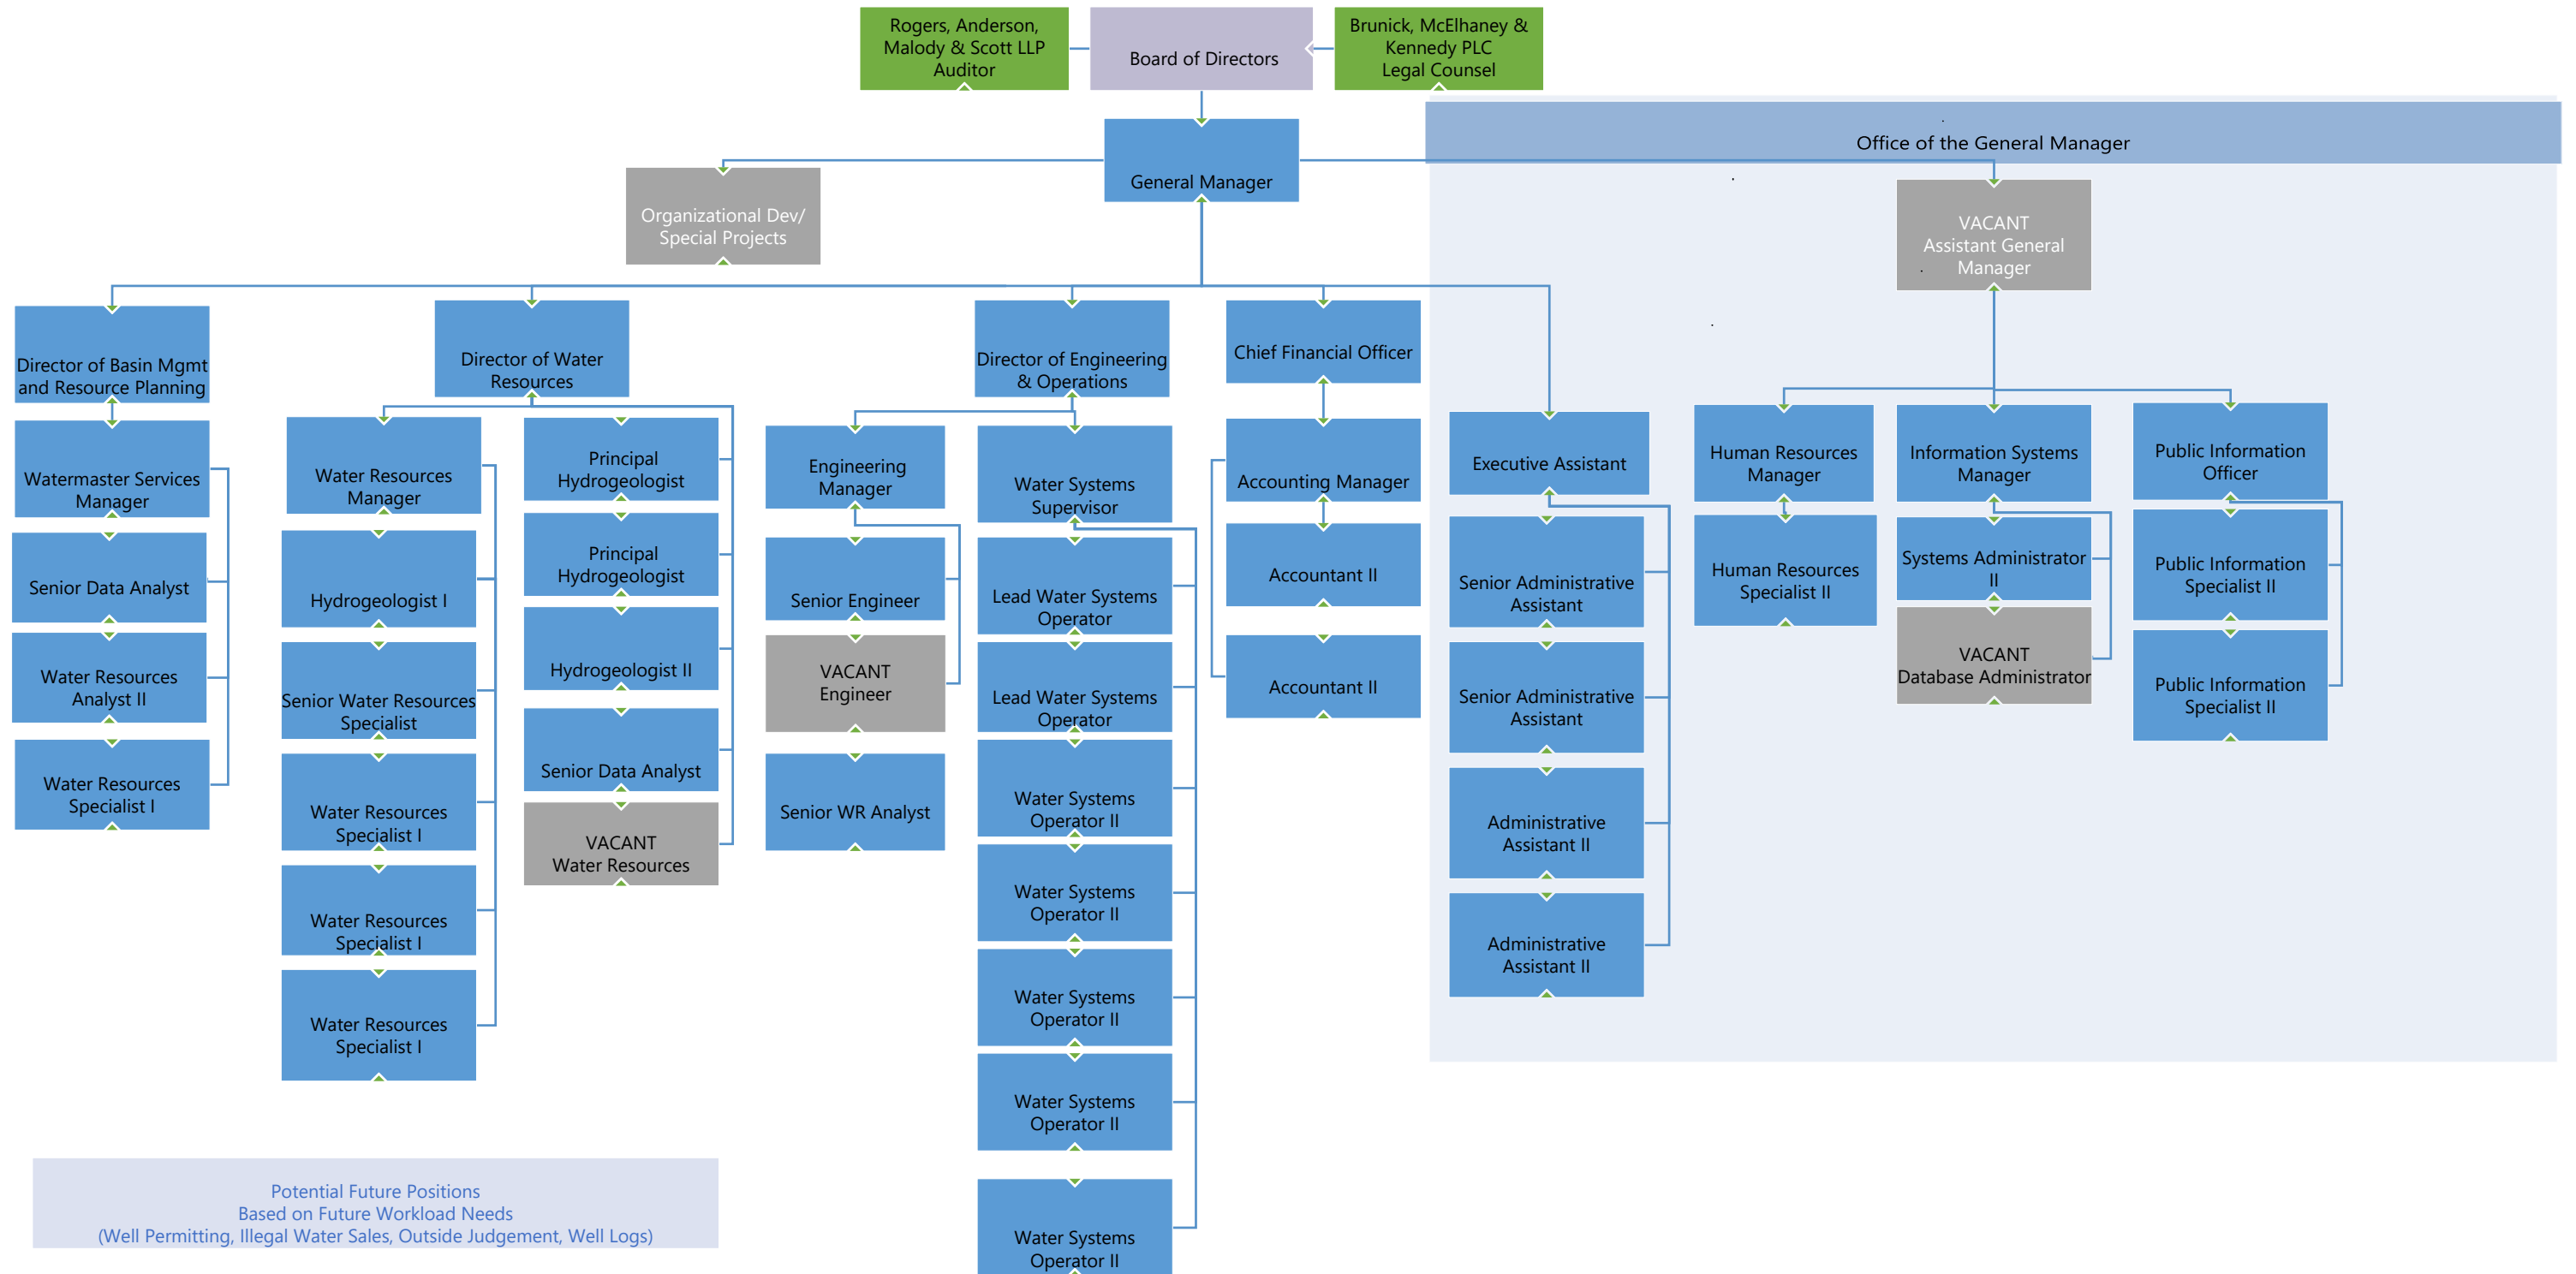 Rogers, Anderson,
Malody & Scott LLP
Auditor
Board of Directors
Brunick, McElhaney &
Kennedy PLC
Legal Counsel
Office of the General Manager
General Manager
Organizational Dev/
Special Projects
VACANT
Assistant General
Manager
Director of Basin Mgmt
and Resource Planning
Watermaster Services
Manager
Senior Data Analyst
Water Resources
Analyst II
Water Resources
Specialist I
Director of Water
Resources
Water Resources
Manager
Hydrogeologist I
Senior Water Resources
Specialist
Water Resources
Specialist I
Water Resources
Specialist I
Water Resources
Specialist I
Principal
Hydrogeologist
Principal
Hydrogeologist
Hydrogeologist II
Senior Data Analyst
VACANT
Water Resources
Director of Engineering
& Operations
Engineering
Manager
Senior Engineer
VACANT
Engineer
Senior WR Analyst
Water Systems
Supervisor
Lead Water Systems
Operator
Lead Water Systems
Operator
Water Systems
Operator II
Water Systems
Operator II
Water Systems
Operator II
Water Systems
Operator II
Water Systems
Operator II
Chief Financial Officer
Accounting Manager
Accountant II
Accountant II
Executive Assistant
Senior Administrative
Assistant
Senior Administrative
Assistant
Administrative
Assistant II
Administrative
Assistant II
Human Resources
Manager
Human Resources
Specialist II
Information Systems
Manager
Systems Administrator
II
VACANT
Database Administrator
Public Information
Officer
Public Information
Specialist II
Public Information
Specialist II
Potential Future Positions
Based on Future Workload Needs
(Well Permitting, Illegal Water Sales, Outside Judgement, Well Logs)